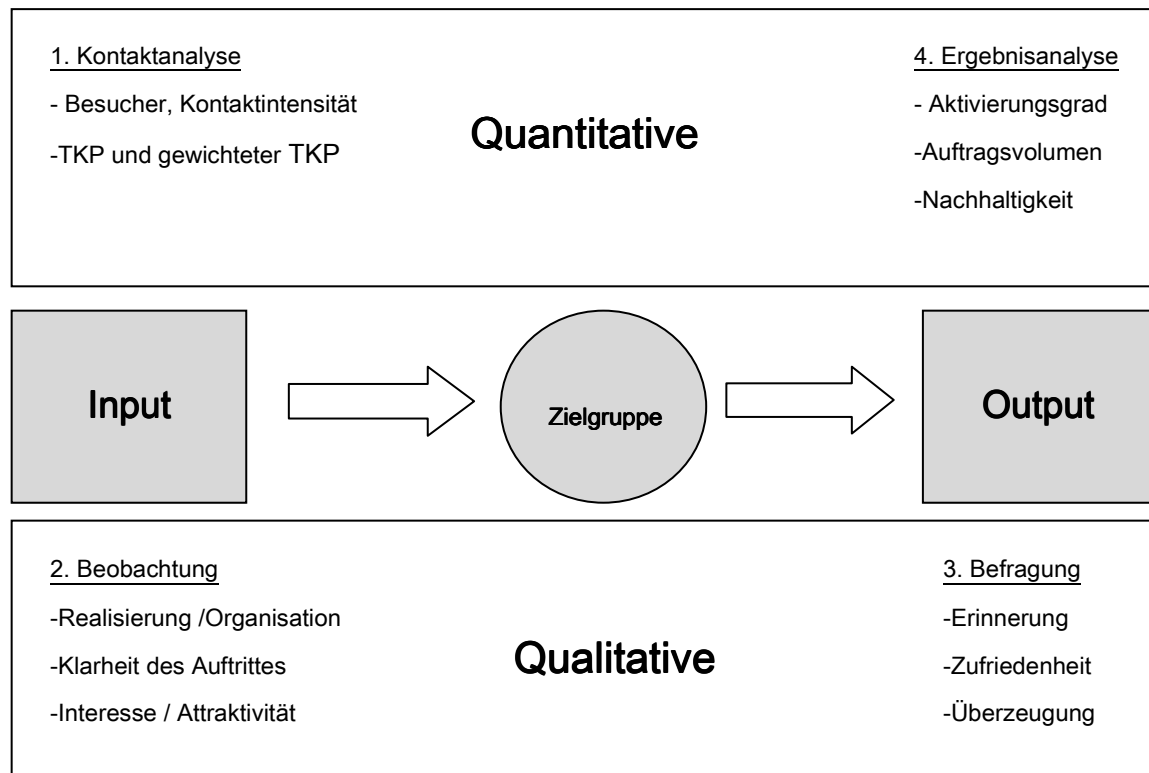 1. Kontaktanalyse
- Besucher, Kontaktintensität
-TKP und gewichteter TKP
Quantitative
4. Ergebnisanalyse
- Aktivierungsgrad
-Auftragsvolumen
-Nachhaltigkeit
Input
Zielgruppe
Output
2. Beobachtung
-Realisierung /Organisation
-Klarheit des Auftrittes
-Interesse / Attraktivität
Qualitative
3. Befragung
-Erinnerung
-Zufriedenheit
-Überzeugung